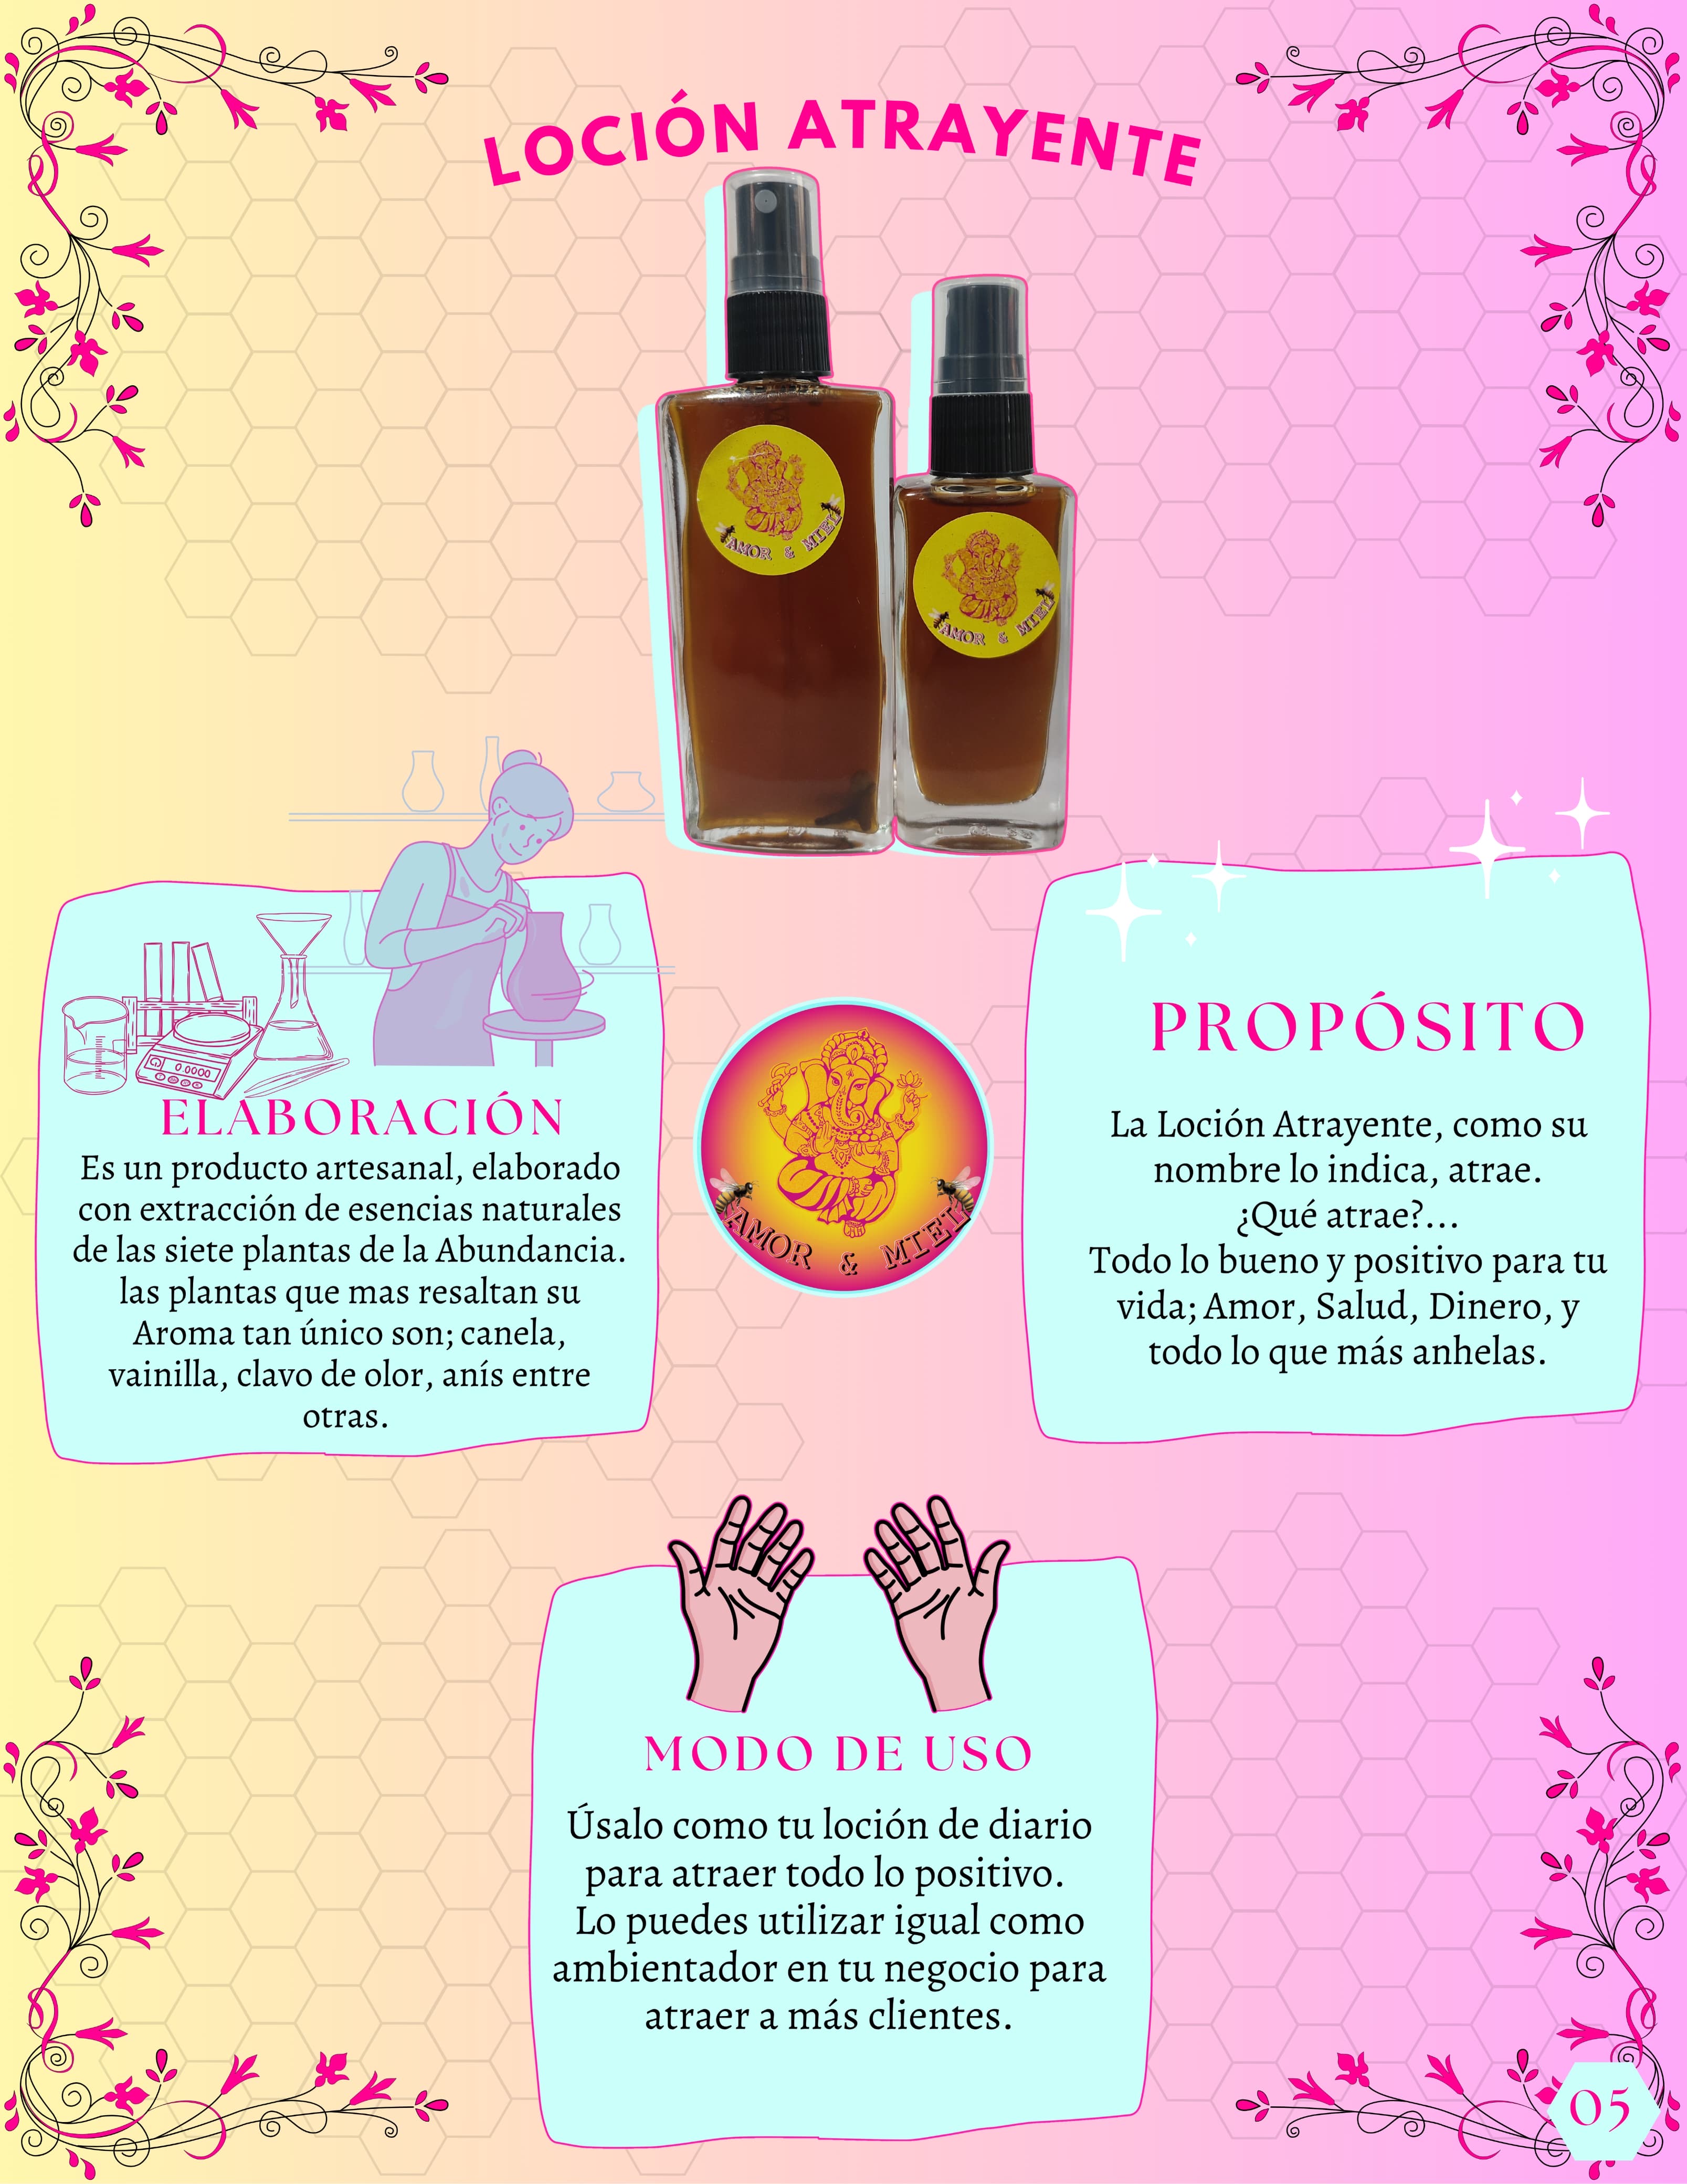 LOCIÓN ATRAYENTE
AMOR & MIEL
AMOR & MIEL
ELABORACIÓN
Es un producto artesanal, elaborado
con extracción de esencias naturales
de las siete plantas de la Abundancia.
las plantas que mas resaltan su
Aroma tan único son; canela,
vainilla, clavo de olor, anís entre
otras.
0.0000
AMOR & MIEL
PROPÓSITO
La Loción Atrayente, como su
nombre lo indica, atrae.
¿Qué atrae?...
Todo lo bueno y positivo para tu
vida; Amor, Salud, Dinero, y
todo lo que más anhelas.
MODO DE USO
Úsalo como tu loción de diario
para atraer todo lo positivo.
Lo puedes utilizar igual como
ambientador en tu negocio para
atraer a más clientes.
05